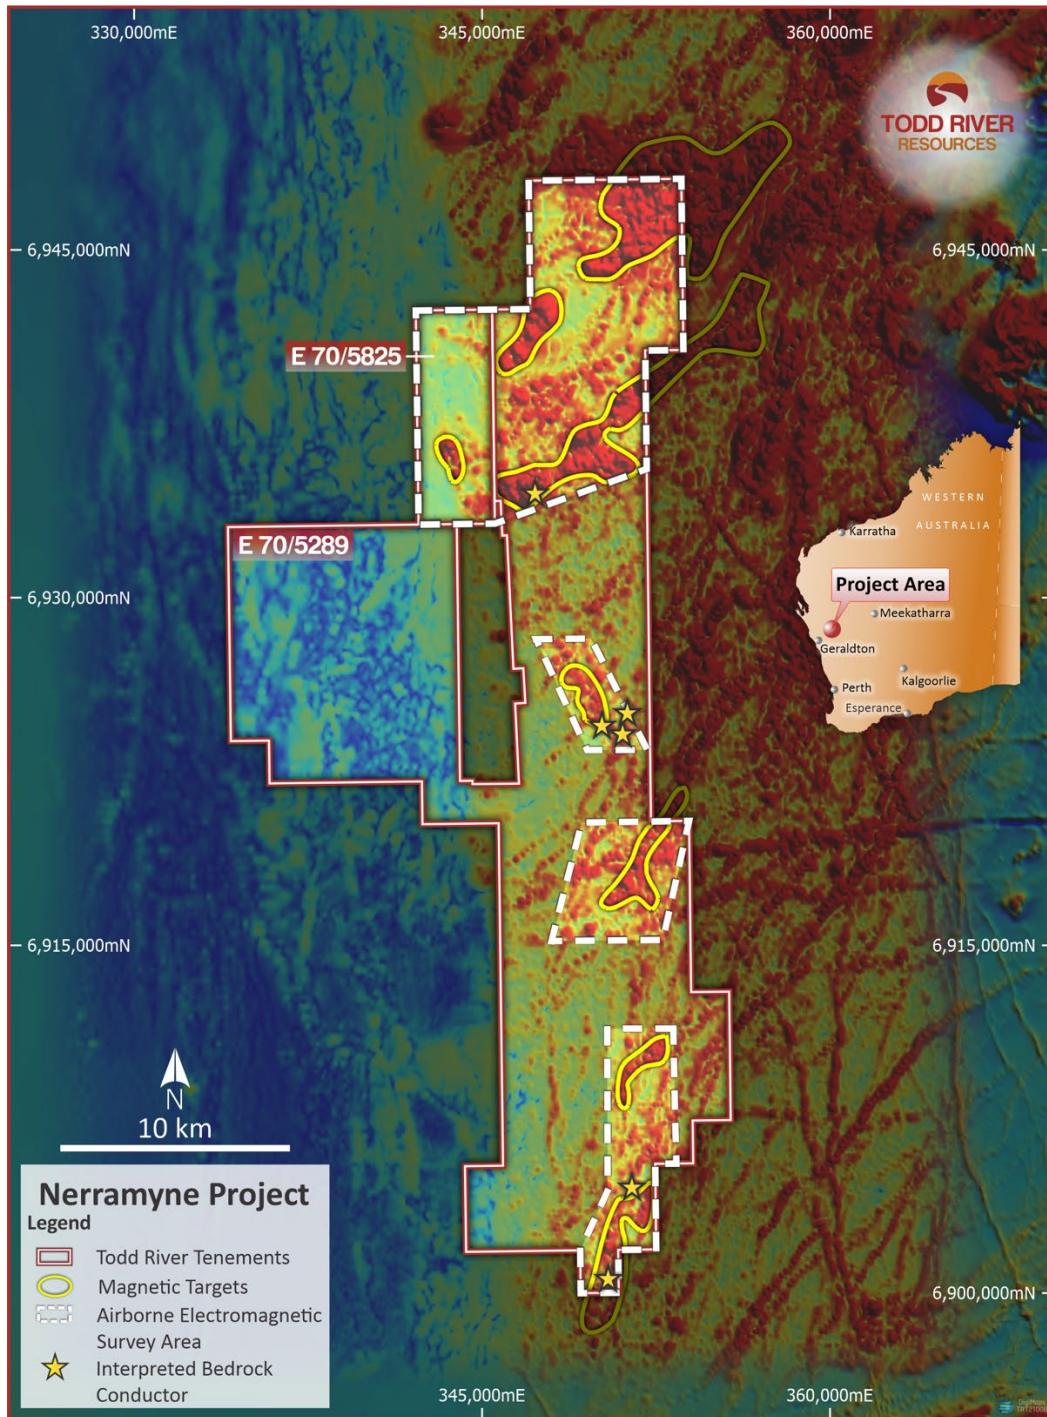 330,000mE
345,000mE
360,000mE
TODD RIVER
RESOURCES
6,945,000mN
6,945,000mN
E 70/5825
WESTERN
AUSTRALIA
Karratha
E 70/5289
Project Area
6,930,000mN
Meekatharra
Geraldton
Kalgoorlie
Perth
Esperance
6,915,000mN
6,915,000mN
N
10 km
Nerramyne Project
Legend
Todd River Tenements
Magnetic Targets
Airborne Electromagnetic
Survey Area
Interpreted Bedrock
Conductor
6,900,000mN
345,000mE
360,000mE